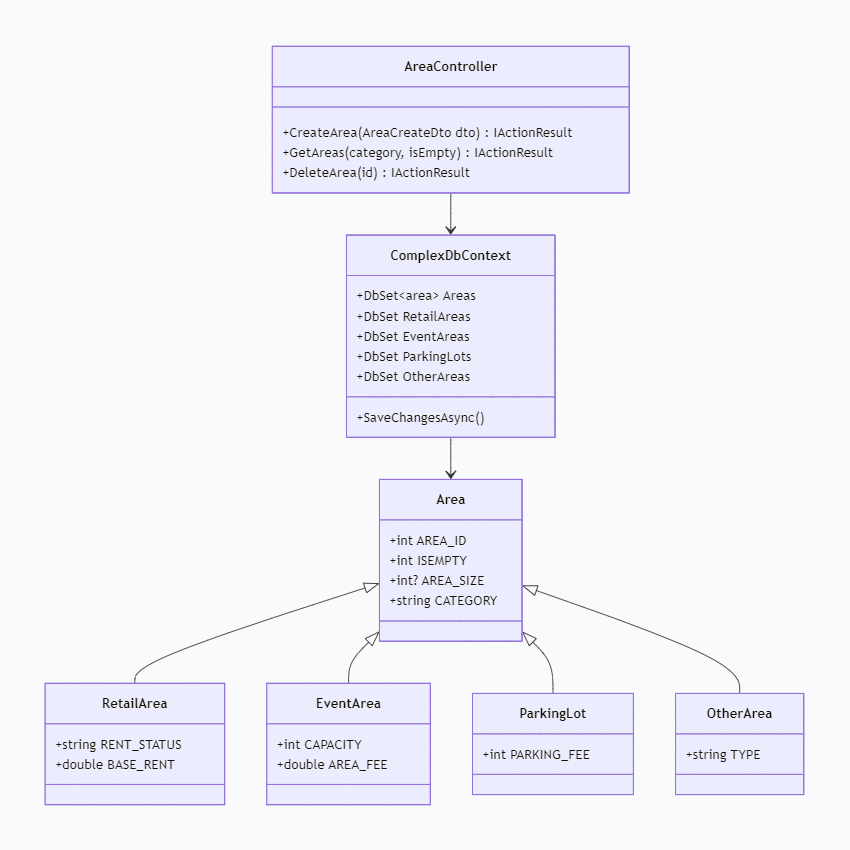 AreaController
+CreateArea(AreaCreateDto dto) : IActionResult
+GetAreas(category, isEmpty) : IActionResult
+DeleteArea(id) : IActionResult
ComplexDbContext
+DbSet<area> Areas
+DbSet RetailAreas
+DbSet EventAreas
+DbSet ParkingLots
+DbSet OtherAreas
+SaveChangesAsync()
Area
+int AREA_ID
+int ISEMPTY
+int? AREA_SIZE
+string CATEGORY
RetailArea
+string RENT_STATUS
+double BASE_RENT
EventArea
+int CAPACITY
+double AREA_FEE
ParkingLot
+int PARKING_FEE
OtherArea
+string TYPE